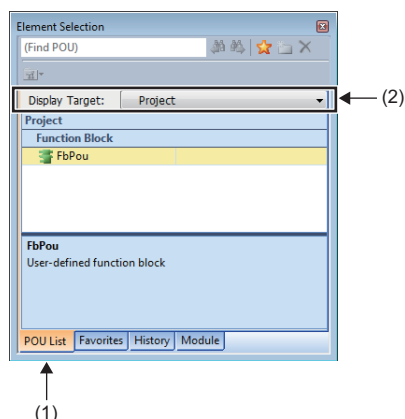 Element Selection
(Find POU)
Display Target: Project
(2)
Project
Function Block
FbPou
FbPou
User-defined function block
POU List Favorites History Module
(1)